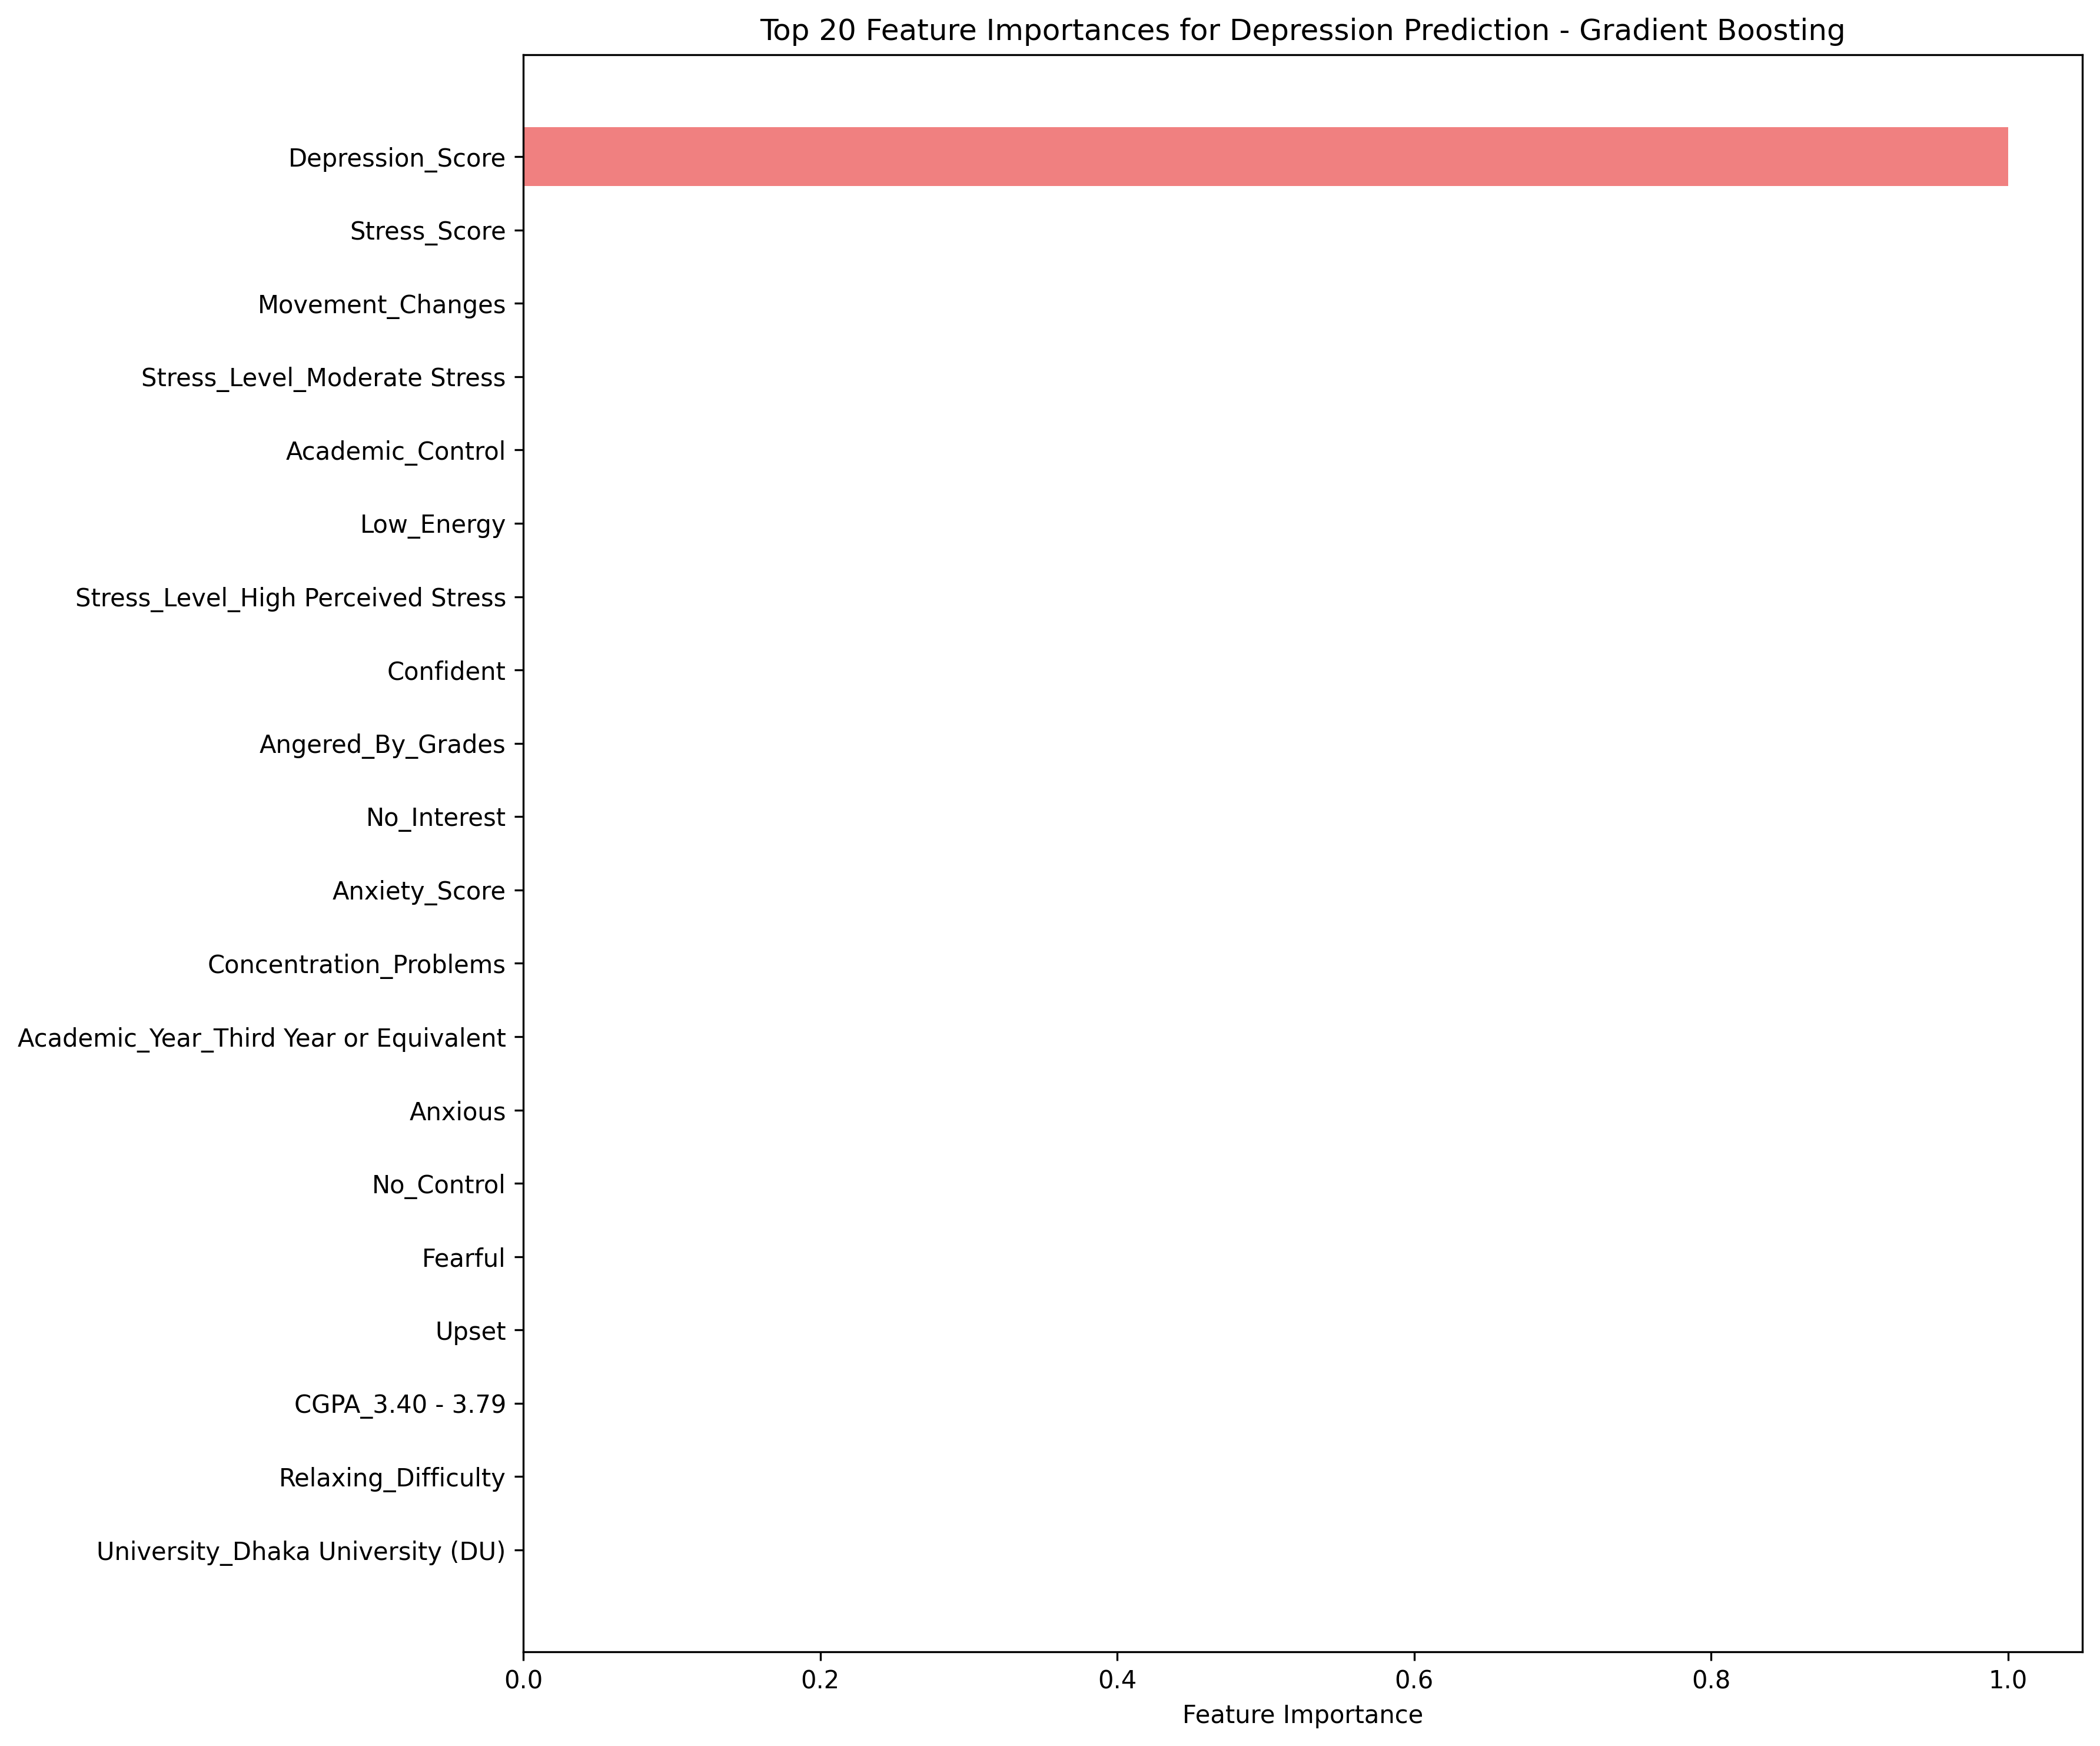 Top 20 Feature Importances for Depression Prediction - Gradient Boosting
Depression_Score
Stress_Score
Movement_Changes
Stress_Level_Moderate Stress
Academic_Control
Low_Energy
Stress_Level_High Perceived Stress
Confident
Angered_By_Grades
No_Interest
Anxiety_Score
Concentration_Problems
Academic_Year_Third Year or Equivalent
Anxious
No_Control
Fearful
Upset
CGPA_3.40 - 3.79
Relaxing_Difficulty
University_Dhaka University (DU)
0.0 0.2 0.4 0.6 0.8 1.0
Feature Importance